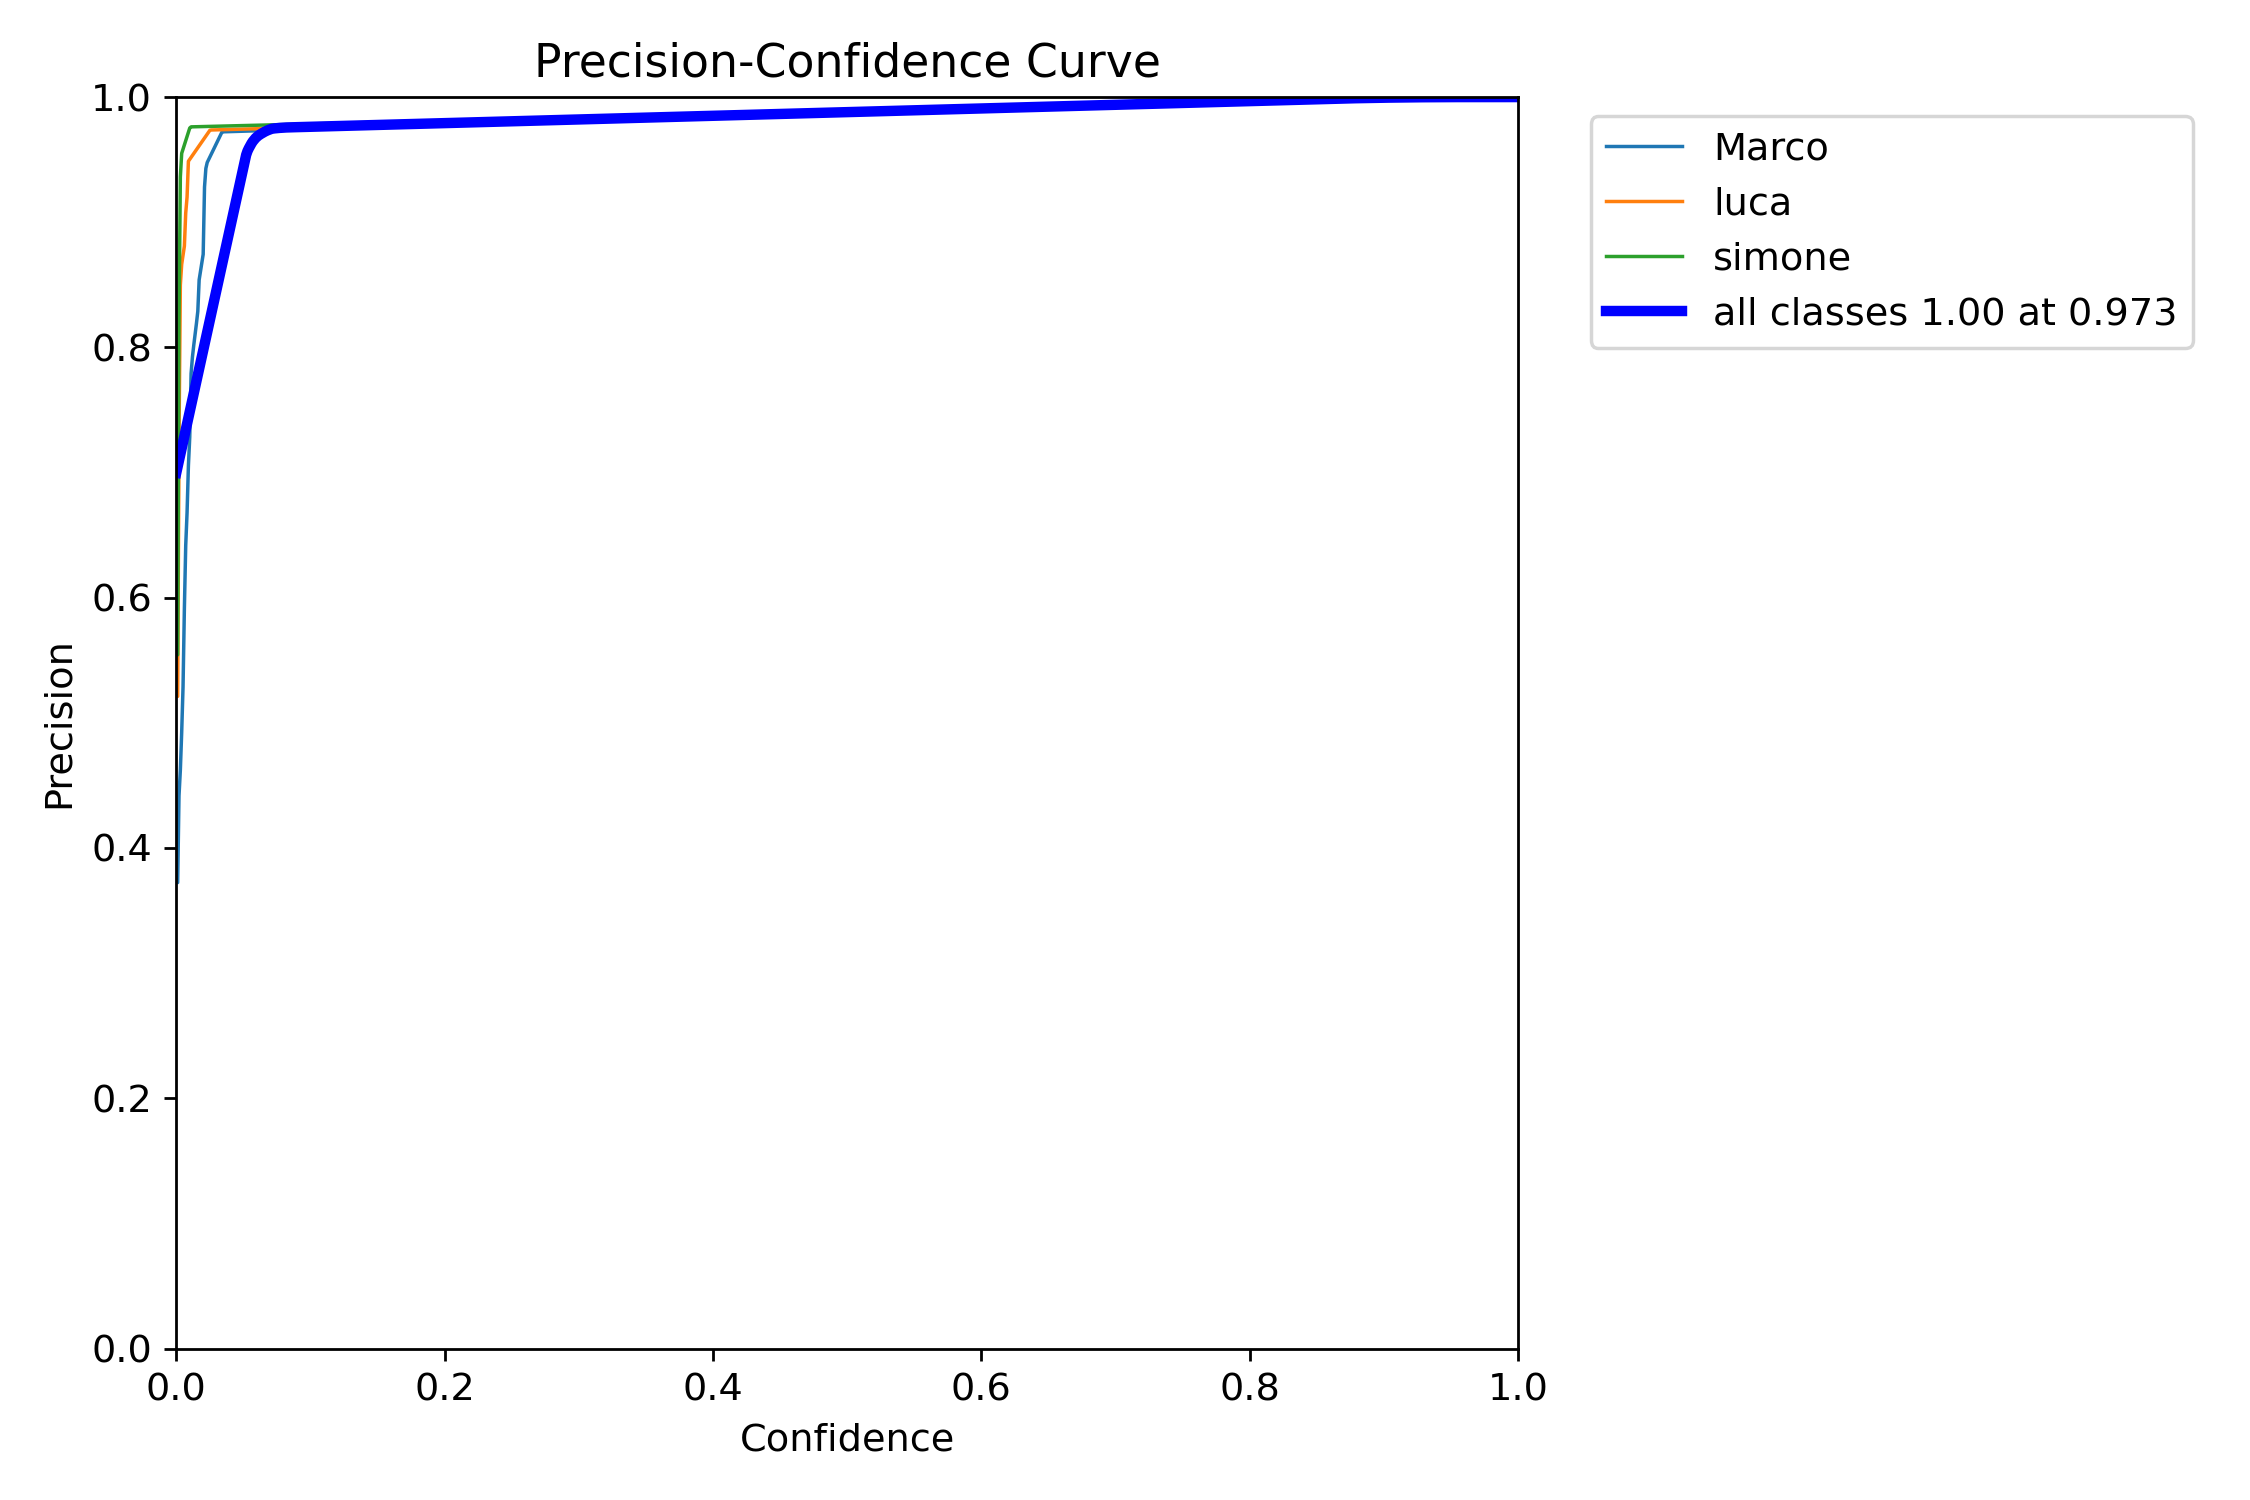 Precision-Confidence Curve
1.0
0.8
0.6
0.4
0.2
0.0
Precision
0.0 0.2 0.4 0.6 0.8 1.0
Confidence
Marco
luca
simone
all classes 1.00 at 0.973